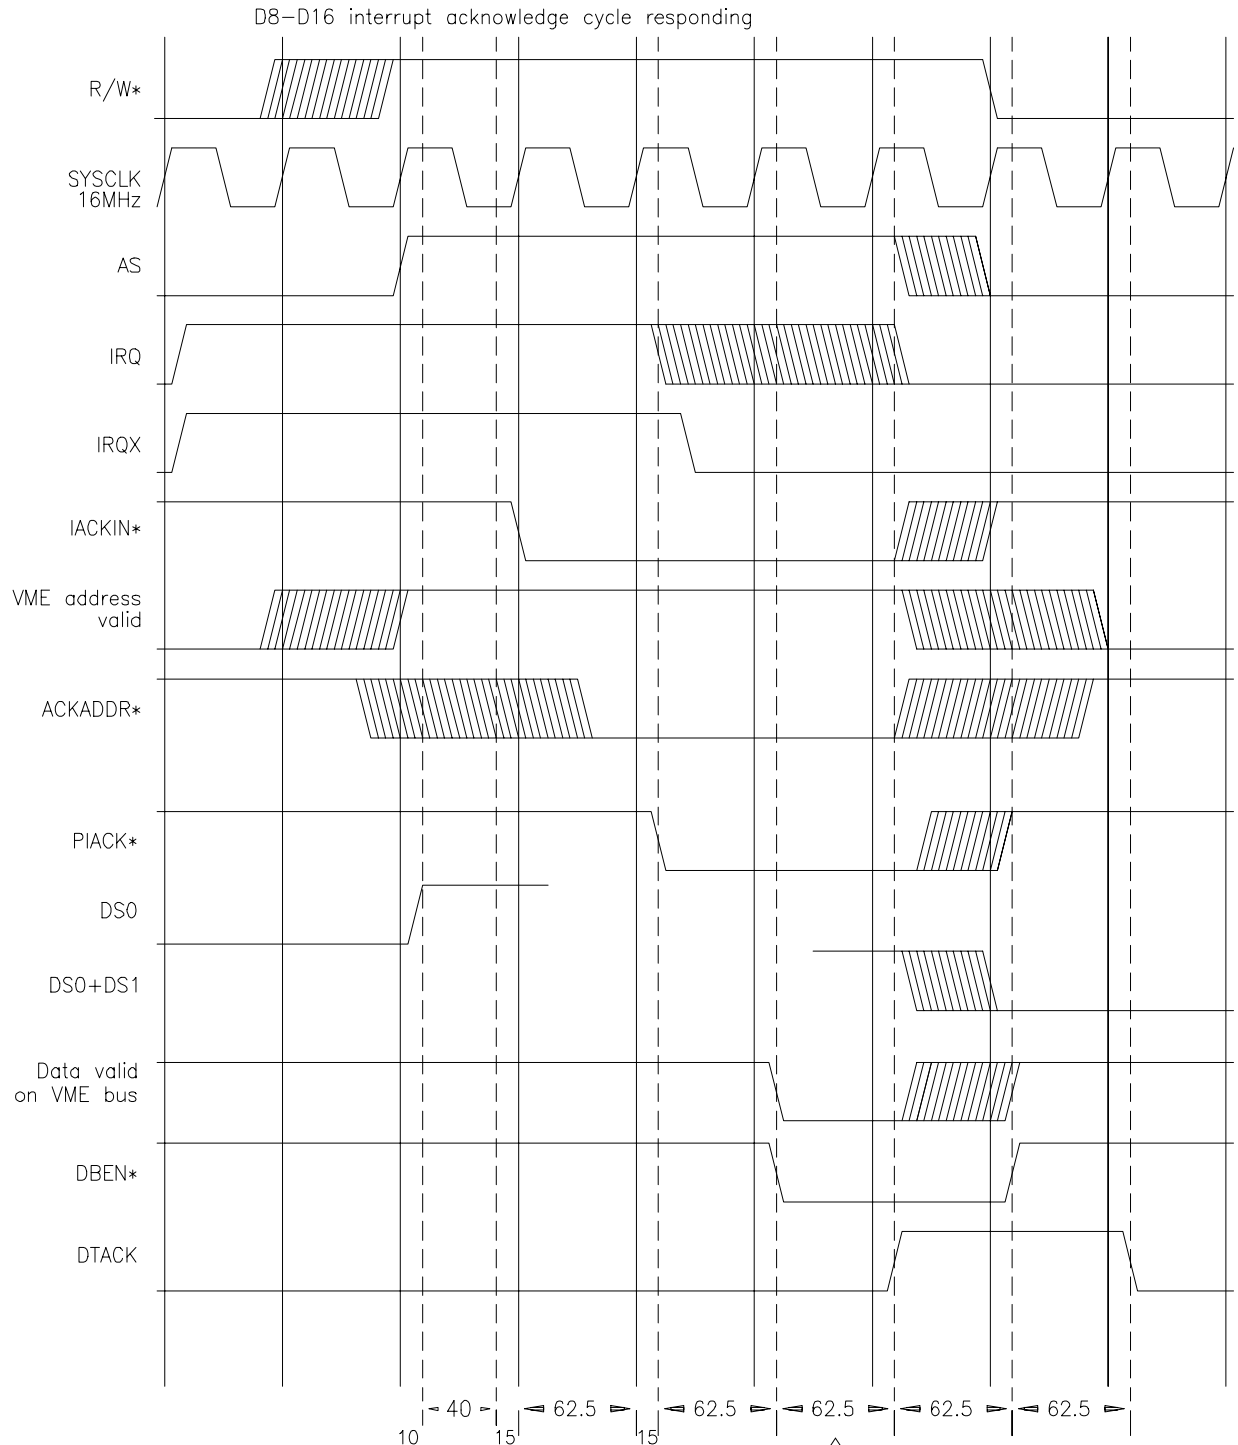 D8-D16 interrupt acknowledge cycle responding
R/W*
SYSCLK
16MHz
AS
IRQ
IRQX
IACKIN*
VME address
valid
ACKADDR*
PIACK*
DS0
DS0+DS1
Data valid
on VME bus
DBEN*
DTACK
40 62.5 62.5 62.5 62.5 62.5
10 15 15